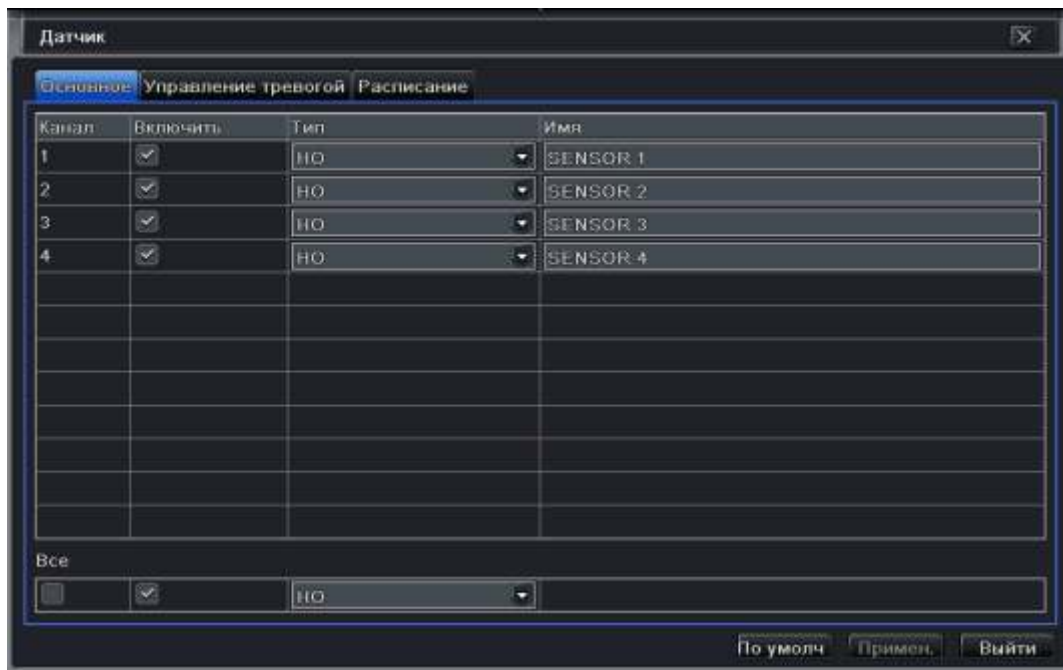 Датчик
Основное Управление тревогой Расписание
Канал Включить Тип Имя
1 НО SENSOR 1
2 НО SENSOR 2
3 НО SENSOR 3
4 НО SENSOR 4
Все
НО
По умолч Примен. Выйти